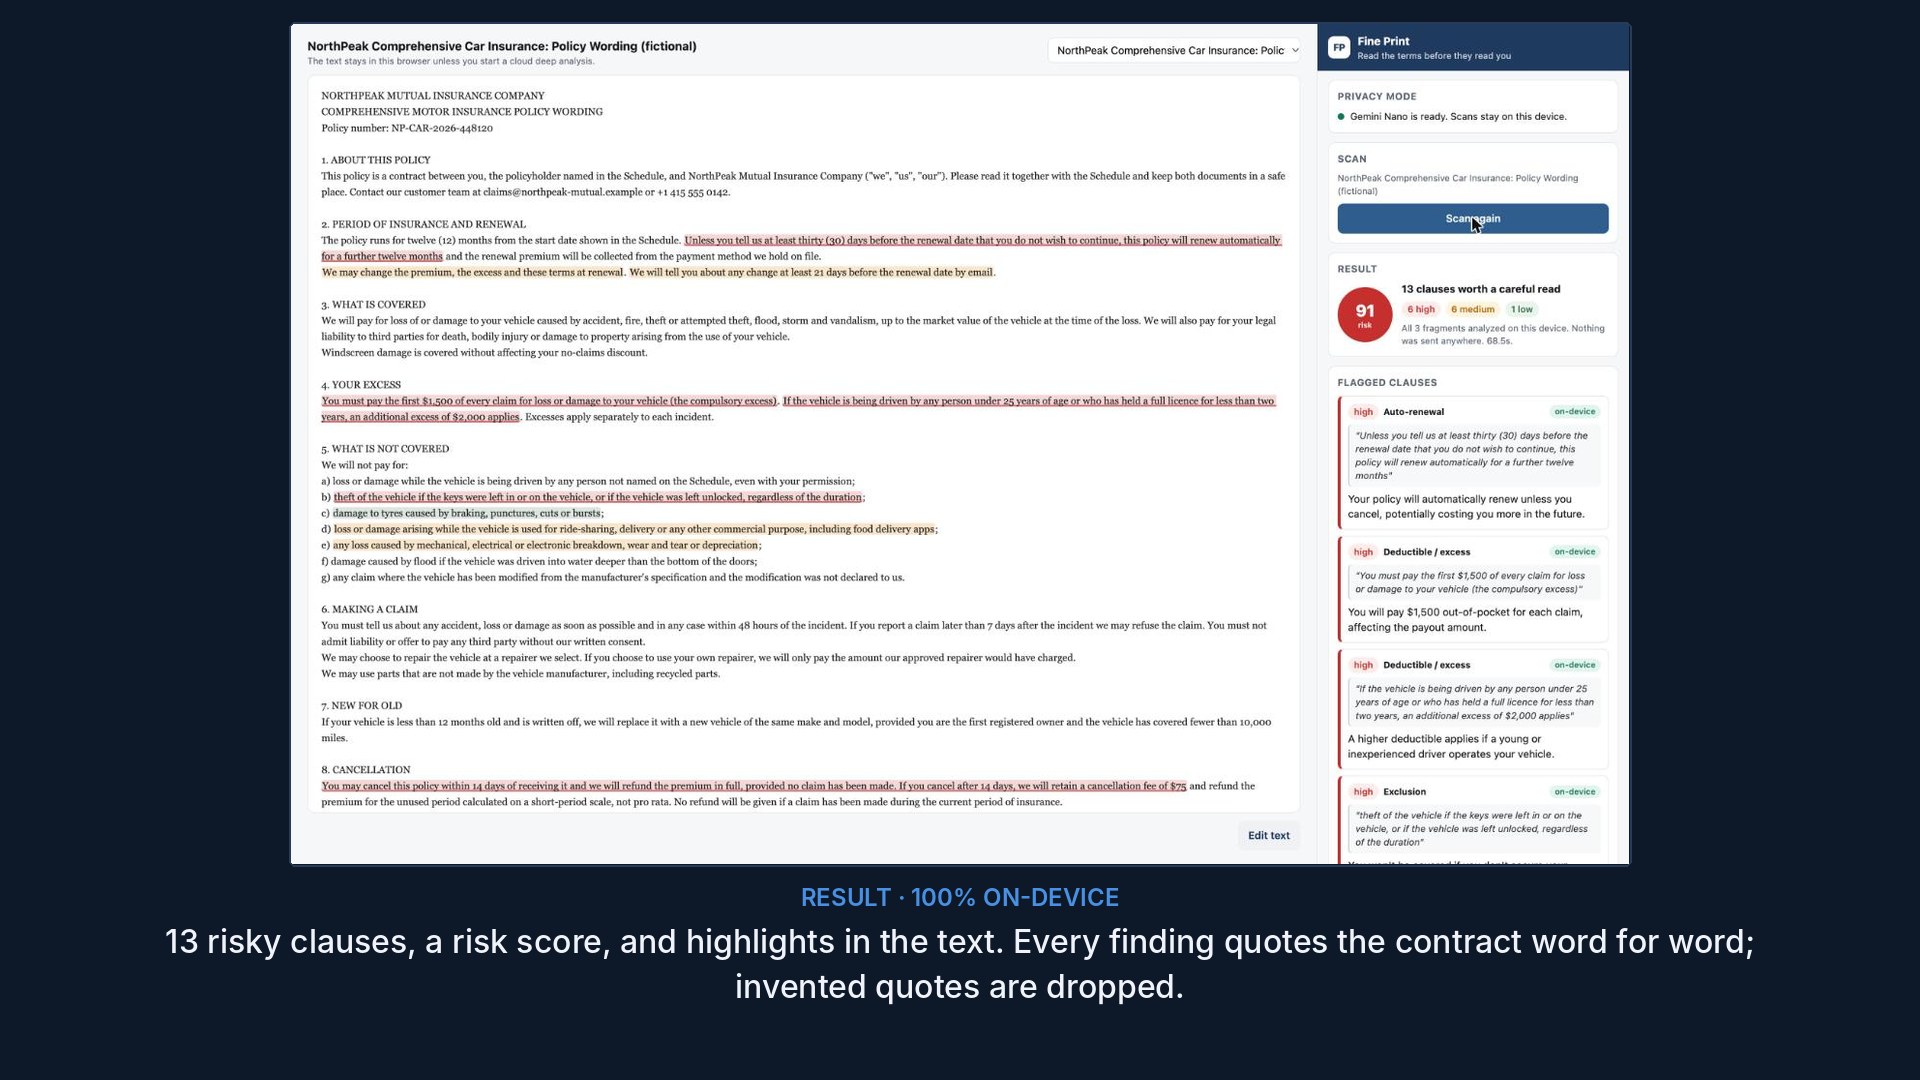 NorthPeak Comprehensive Car Insurance: Policy Wording (fictional)
The text stays in this browser unless you start a cloud deep analysis.
NorthPeak Comprehensive Car Insurance: Polic
NORTHPEAK MUTUAL INSURANCE COMPANY
COMPREHENSIVE MOTOR INSURANCE POLICY WORDING
Policy number: NP-CAR-2026-448120
1. ABOUT THIS POLICY
This policy is a contract between you, the policyholder named in the Schedule, and NorthPeak Mutual Insurance Company ("we", "us", "our"). Please read it together with the Schedule and keep both documents in a safe
place. Contact our customer team at claims@northpeak-mutual.example or +1 415 555 0142.
2. PERIOD OF INSURANCE AND RENEWAL
The policy runs for twelve (12) months from the start date shown in the Schedule. Unless you tell us at least thirty (30) days before the renewal date that you do not wish to continue, this policy will renew automatically
for a further twelve months and the renewal premium will be collected from the payment method we hold on file.
We may change the premium, the excess and these terms at renewal. We will tell you about any change at least 21 days before the renewal date by email.
3. WHAT IS COVERED
We will pay for loss of or damage to your vehicle caused by accident, fire, theft or attempted theft, flood, storm and vandalism, up to the market value of the vehicle at the time of the loss. We will also pay for your legal
liability to third parties for death, bodily injury or damage to property arising from the use of your vehicle.
Windscreen damage is covered without affecting your no-claims discount.
4. YOUR EXCESS
You must pay the first $1,500 of every claim for loss or damage to your vehicle (the compulsory excess). If the vehicle is being driven by any person under 25 years of age or who has held a full licence for less than two
years, an additional excess of $2,000 applies. Excesses apply separately to each incident.
5. WHAT IS NOT COVERED
We will not pay for:
a) loss or damage while the vehicle is being driven by any person not named on the Schedule, even with your permission;
b) theft of the vehicle if the keys were left in or on the vehicle, or if the vehicle was left unlocked, regardless of the duration;
c) damage to tyres caused by braking, punctures, cuts or bursts;
d) loss or damage arising while the vehicle is used for ride-sharing, delivery or any other commercial purpose, including food delivery apps;
e) any loss caused by mechanical, electrical or electronic breakdown, wear and tear or depreciation;
f) damage caused by flood if the vehicle was driven into water deeper than the bottom of the doors;
g) any claim where the vehicle has been modified from the manufacturer's specification and the modification was not declared to us.
6. MAKING A CLAIM
You must tell us about any accident, loss or damage as soon as possible and in any case within 48 hours of the incident. If you report a claim later than 7 days after the incident we may refuse the claim. You must not
admit liability or offer to pay any third party without our written consent.
We may choose to repair the vehicle at a repairer we select. If you choose to use your own repairer, we will only pay the amount our approved repairer would have charged.
We may use parts that are not made by the vehicle manufacturer, including recycled parts.
7. NEW FOR OLD
If your vehicle is less than 12 months old and is written off, we will replace it with a new vehicle of the same make and model, provided you are the first registered owner and the vehicle has covered fewer than 10,000
miles.
8. CANCELLATION
You may cancel this policy within 14 days of receiving it and we will refund the premium in full, provided no claim has been made. If you cancel after 14 days, we will retain a cancellation fee of $75 and refund the
premium for the unused period calculated on a short-period scale, not pro rata. No refund will be given if a claim has been made during the current period of insurance.
Edit text
FP
Fine Print
Read the terms before they read you
PRIVACY MODE
Gemini Nano is ready. Scans stay on this device.
SCAN
NorthPeak Comprehensive Car Insurance: Policy Wording
(fictional)
Scan again
RESULT
91
risk
13 clauses worth a careful read
6 high 6 medium 1 low
All 3 fragments analyzed on this device. Nothing
was sent anywhere. 68.5s.
FLAGGED CLAUSES
high Auto-renewal on-device
"Unless you tell us at least thirty (30) days before the
renewal date that you do not wish to continue, this
policy will renew automatically for a further twelve
months"
Your policy will automatically renew unless you
cancel, potentially costing you more in the future.
high Deductible / excess on-device
"You must pay the first $1,500 of every claim for loss
or damage to your vehicle (the compulsory excess)"
You will pay $1,500 out-of-pocket for each claim,
affecting the payout amount.
high Deductible / excess on-device
"If the vehicle is being driven by any person under 25
years of age or who has held a full licence for less than
two years, an additional excess of $2,000 applies"
A higher deductible applies if a young or
inexperienced driver operates your vehicle.
high Exclusion on-device
"theft of the vehicle if the keys were left in or on the
vehicle, or if the vehicle was left unlocked, regardless
of the duration"
RESULT · 100% ON-DEVICE
13 risky clauses, a risk score, and highlights in the text. Every finding quotes the contract word for word;
invented quotes are dropped.